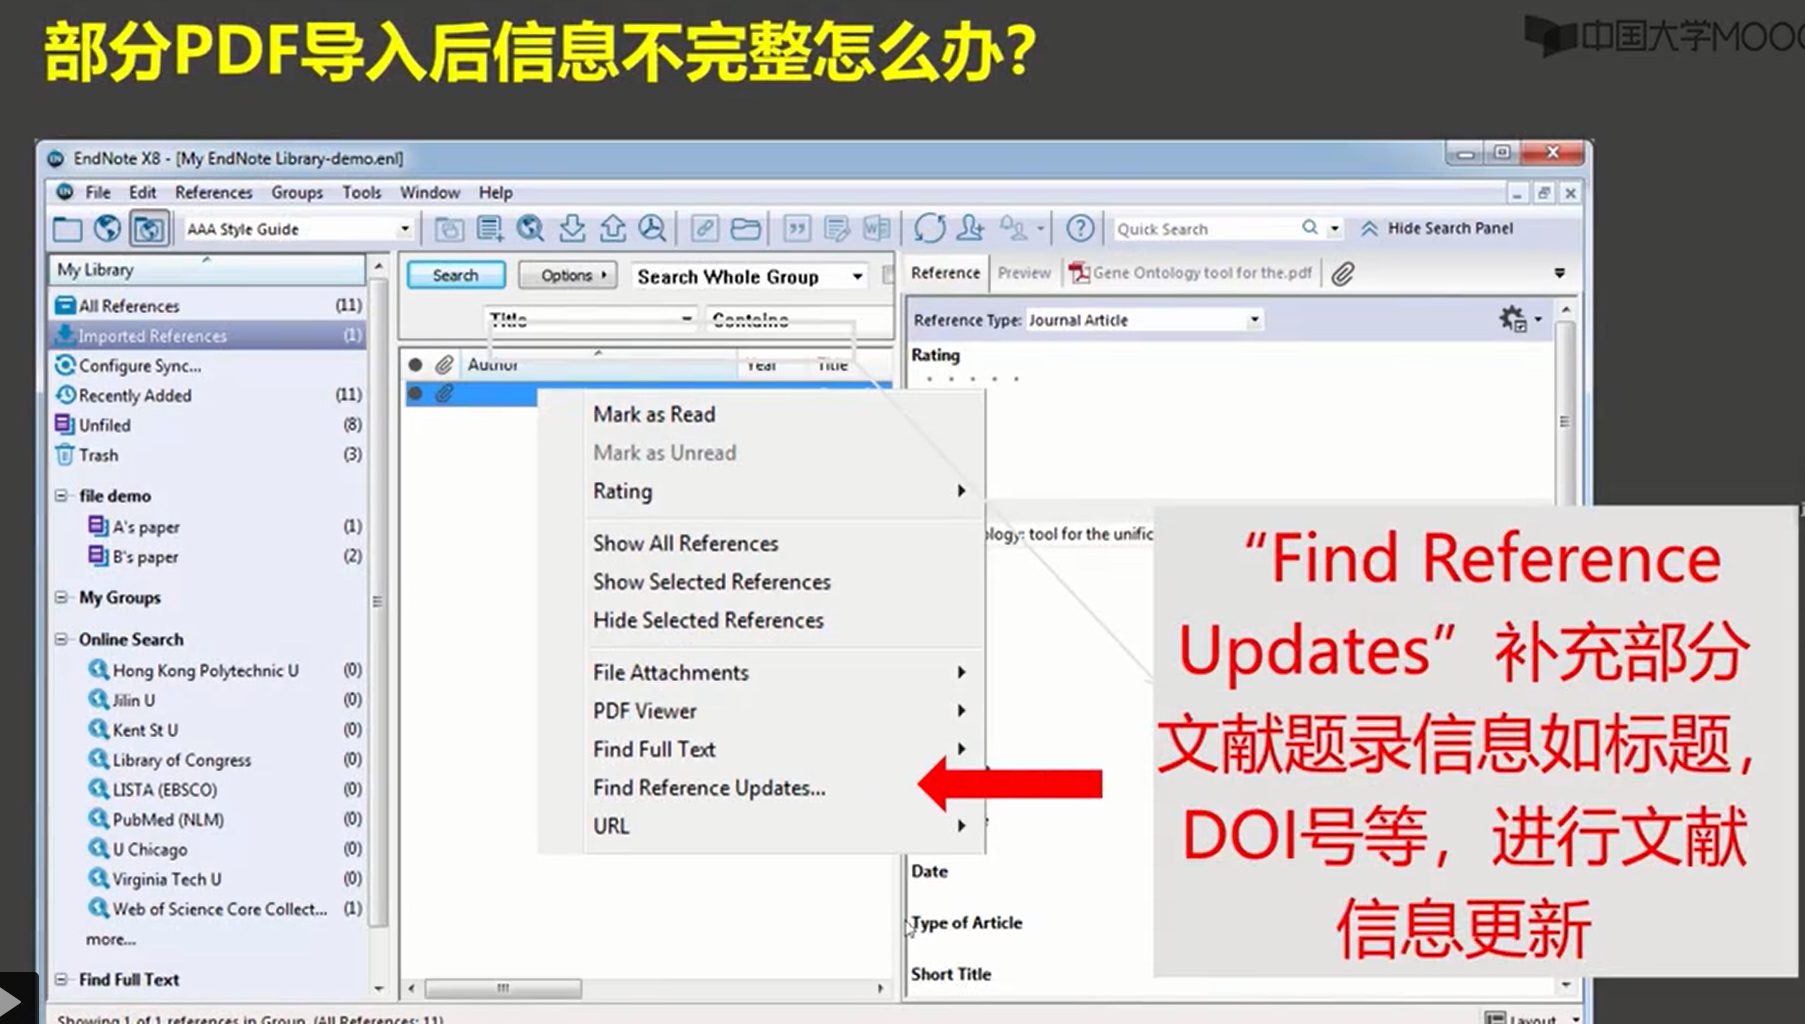 部分PDF导入后信息不完整怎么办？
中国大学MOO
EndNote X8 - [My EndNote Library-demo.enl]
File Edit References Groups Tools Window Help
AAA Style Guide
Quick Search
Hide Search Panel
My Library
All References (11)
Imported References (1)
Configure Sync...
Recently Added (11)
Unfiled (8)
Trash (3)
file demo
A's paper (1)
B's paper (2)
My Groups
Online Search
Hong Kong Polytechnic U (0)
Jilin U (0)
Kent St U (0)
Library of Congress (0)
LISTA (EBSCO) (0)
PubMed (NLM) (0)
U Chicago (0)
Virginia Tech U (0)
Web of Science Core Collect... (1)
more...
Find Full Text
Search Options Search Whole Group
Title Contains
Author Year Title
Mark as Read
Mark as Unread
Rating
Show All References
Show Selected References
Hide Selected References
File Attachments
PDF Viewer
Find Full Text
Find Reference Updates...
URL
Reference Preview Gene Ontology tool for the.pdf
Reference Type: Journal Article
Rating
ology: tool for the unific
Date
Type of Article
Short Title
“Find Reference
Updates”补充部分
文献题录信息如标题，
DOI号等，进行文献
信息更新
Showing 1 of 1 references in Group. (All References: 11)
Layout